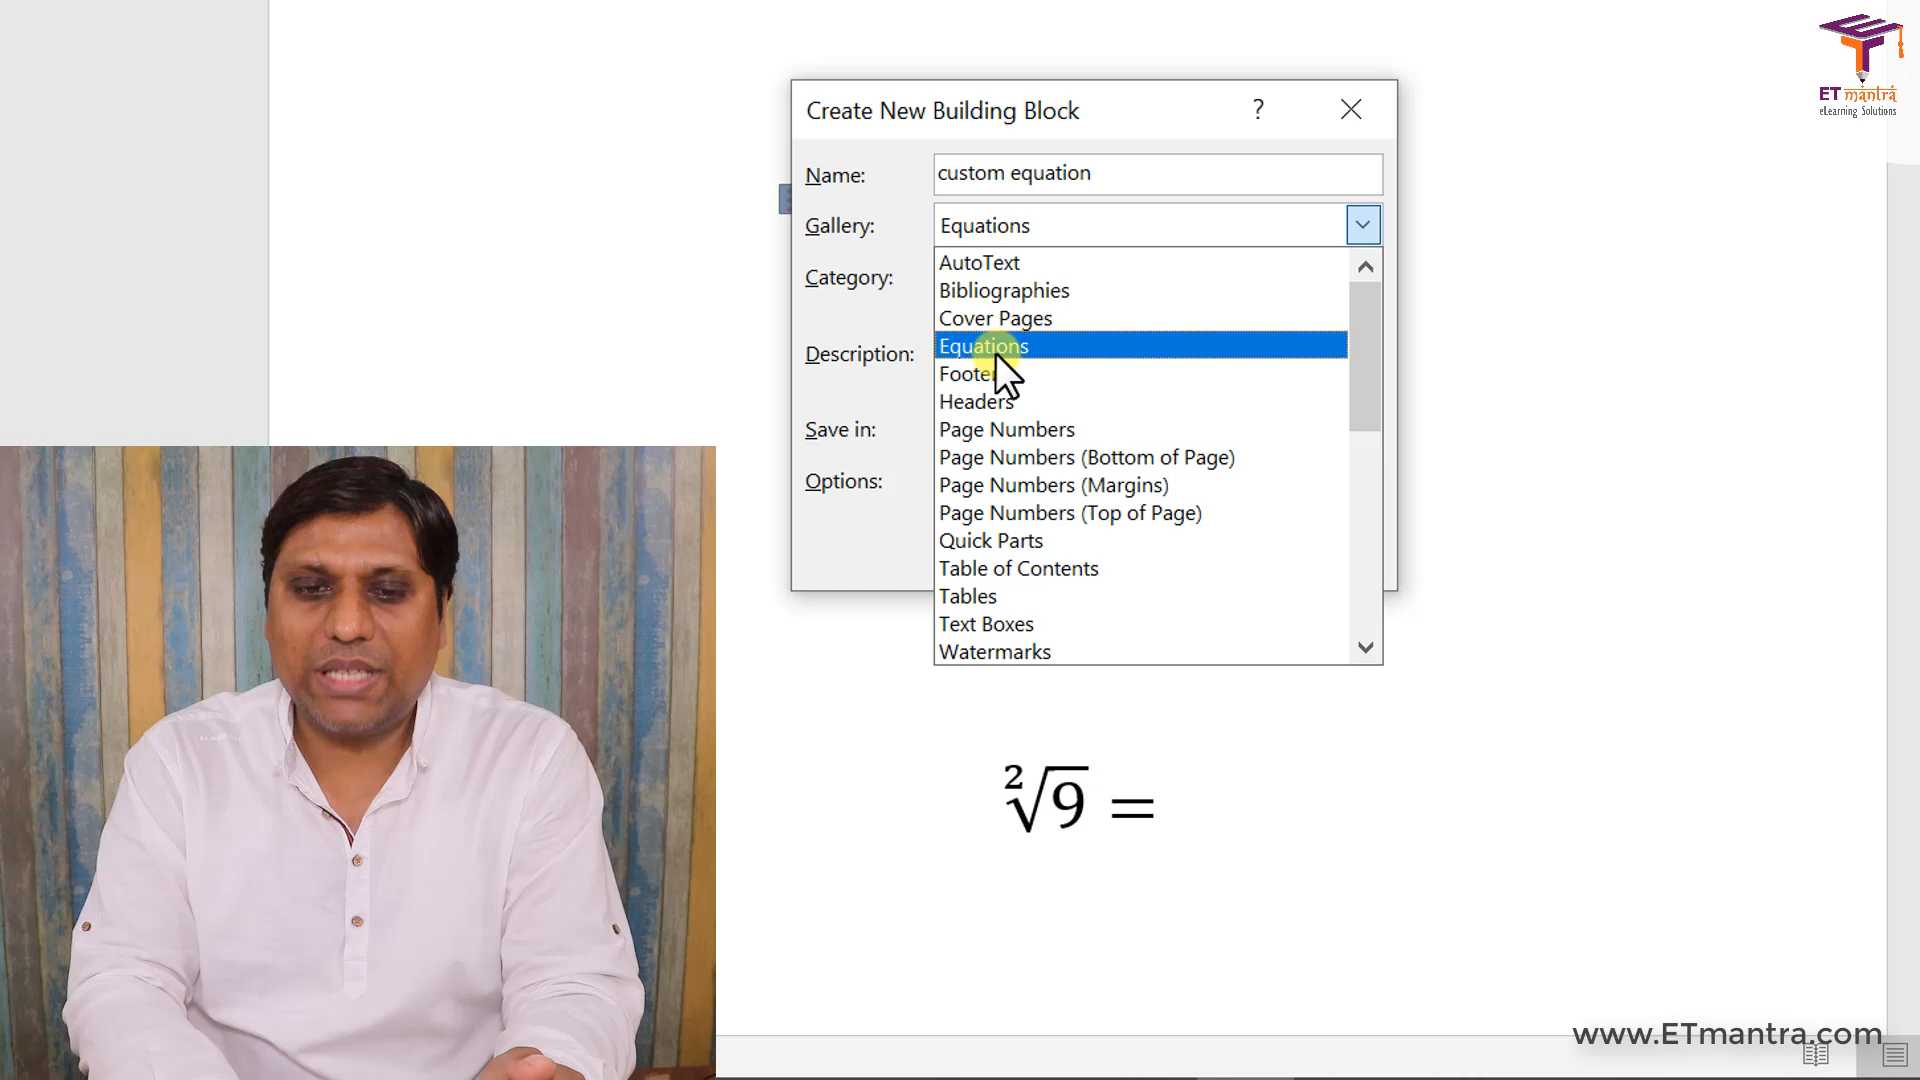 ET mantra
eLearning Solutions
Create New Building Block ?
Name: custom equation
Gallery: Equations
Category:
Description:
Save in:
Options:
AutoText
Bibliographies
Cover Pages
Equations
Footer
Headers
Page Numbers
Page Numbers (Bottom of Page)
Page Numbers (Margins)
Page Numbers (Top of Page)
Quick Parts
Table of Contents
Tables
Text Boxes
Watermarks
²√9 =
www.ETmantra.com